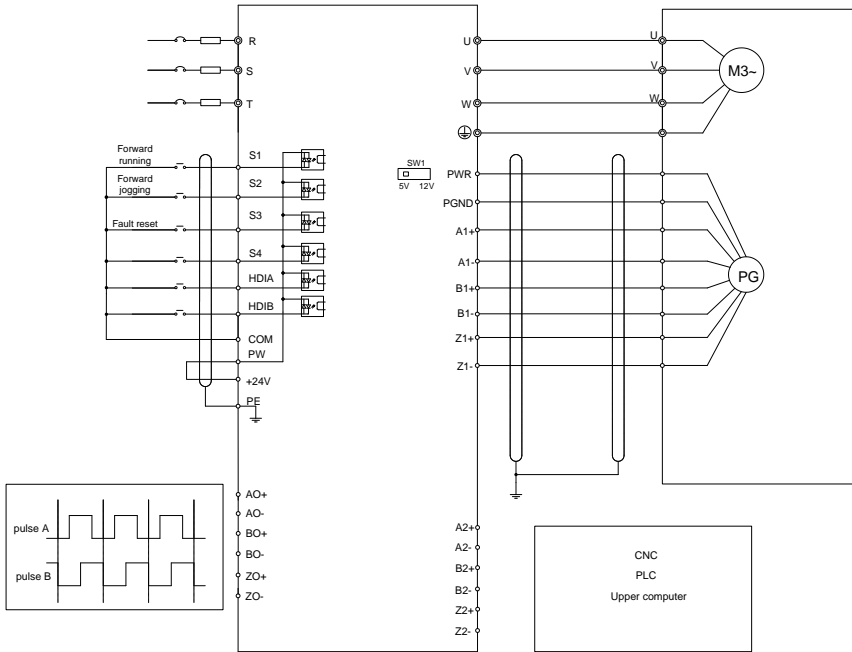 R
S
T
U
V
W
U
V
W
M3~
Forward
running
S1
Forward
jogging
S2
Fault reset
S3
S4
HDIA
HDIB
COM
PW
+24V
PE
SW1
5V 12V
PWR
PGND
A1+
A1-
B1+
B1-
Z1+
Z1-
PG
pulse A
pulse B
AO+
AO-
BO+
BO-
ZO+
ZO-
A2+
A2-
B2+
B2-
Z2+
Z2-
CNC
PLC
Upper computer